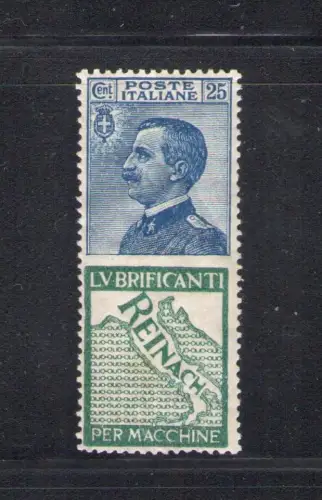 Cent. POSTE 25
ITALIANE
LVBRIFICANTI
REINACH
PER MACCHINE